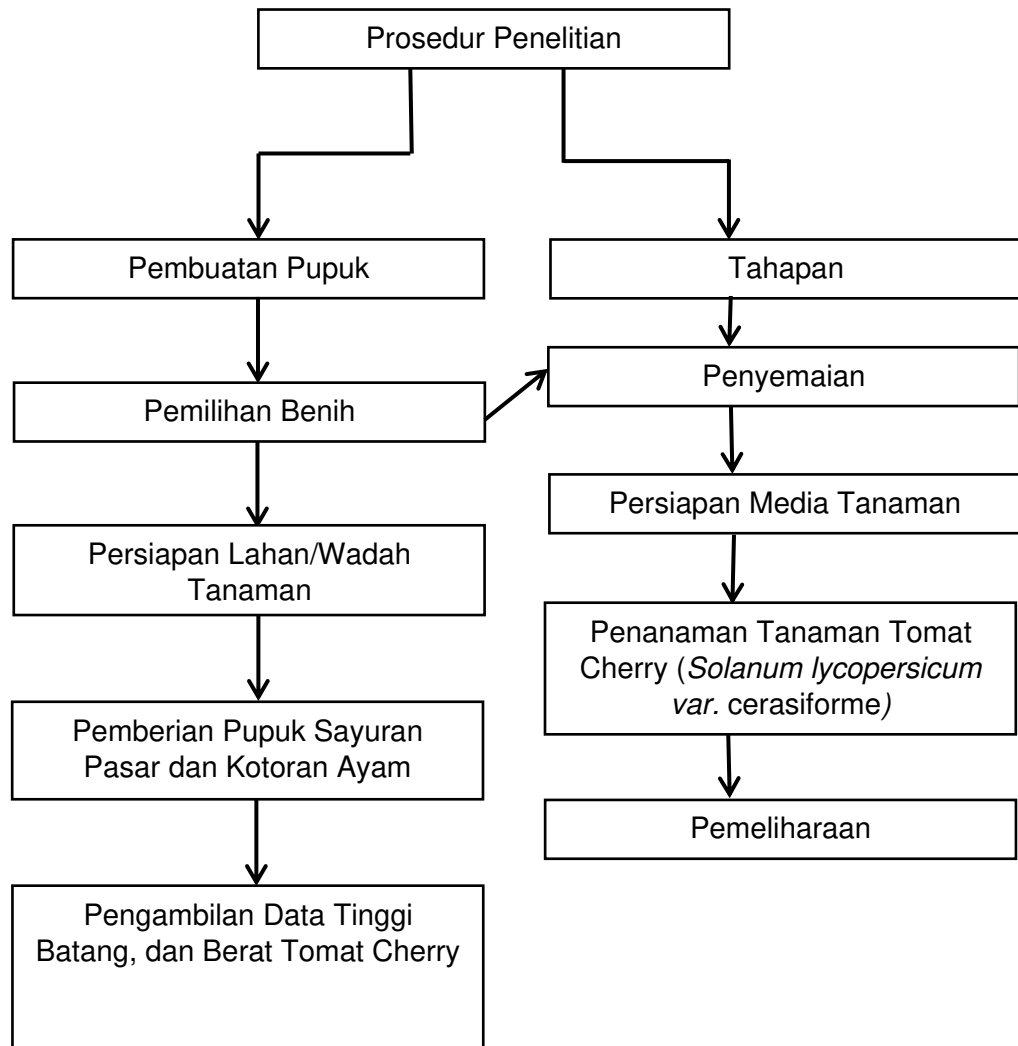 Prosedur Penelitian
Pembuatan Pupuk
Pemilihan Benih
Persiapan Lahan/Wadah
Tanaman
Pemberian Pupuk Sayuran
Pasar dan Kotoran Ayam
Pengambilan Data Tinggi
Batang, dan Berat Tomat Cherry
Tahapan
Penyemaian
Persiapan Media Tanaman
Penanaman Tanaman Tomat
Cherry (Solanum lycopersicum
var. cerasiforme)
Pemeliharaan